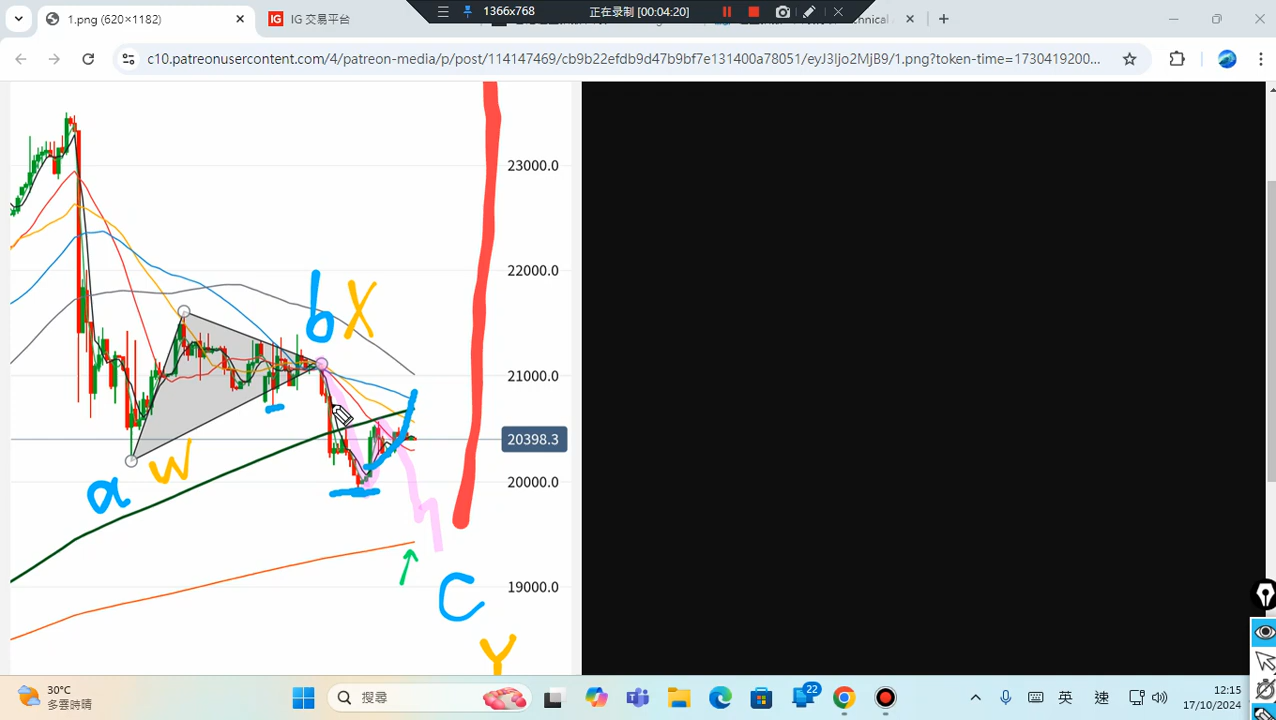 1.png (620×1182)
IG 交易平台
1366x768
正在录制 [00:04:20]
c10.patreonusercontent.com/4/patreon-media/p/post/114147469/cb9b22efdb9d47b9bf7e131400a78051/eyJ3Ijo2MjB9/1.png?token-time=1730419200...
23000.0
22000.0
b X
21000.0
20398.3
W
a
20000.0
19000.0
C
Y
30°C
多雲時晴
搜尋
22
英
速
12:15
17/10/2024